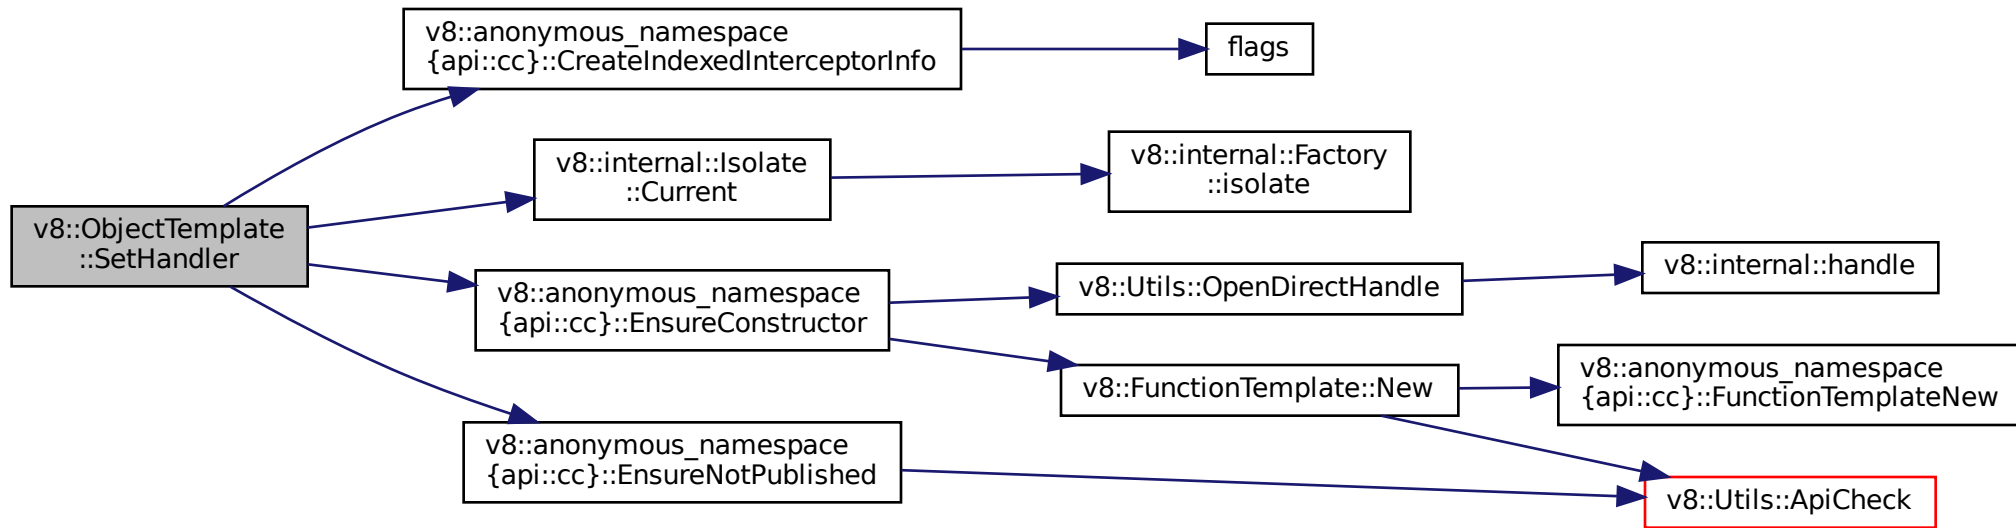 v8::anonymous_namespace
{api::cc}::CreateIndexedInterceptorInfo
flags
v8::internal::Isolate
::Current
v8::internal::Factory
::isolate
v8::ObjectTemplate
::SetHandler
v8::anonymous_namespace
{api::cc}::EnsureConstructor
v8::Utils::OpenDirectHandle
v8::internal::handle
v8::FunctionTemplate::New
v8::anonymous_namespace
{api::cc}::FunctionTemplateNew
v8::anonymous_namespace
{api::cc}::EnsureNotPublished
v8::Utils::ApiCheck